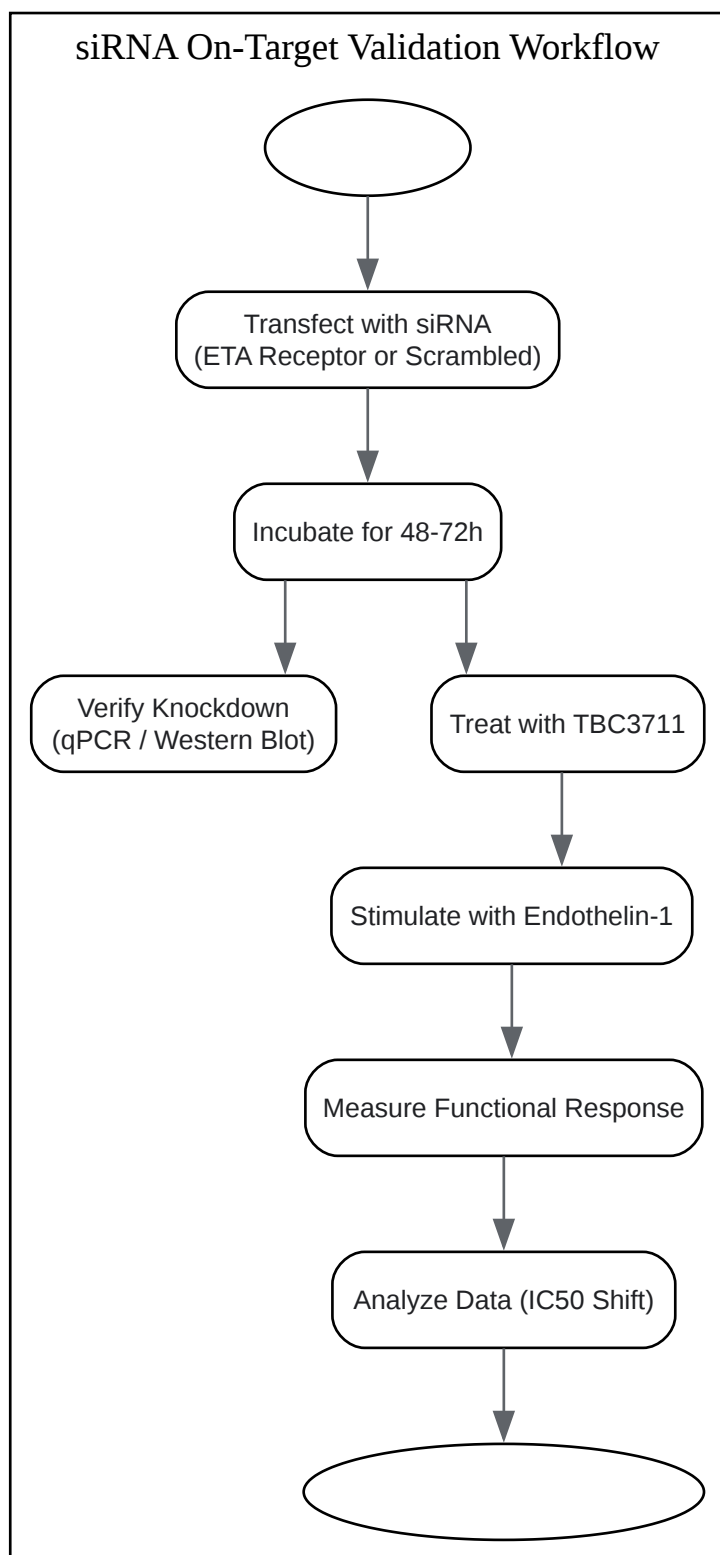 siRNA On-Target Validation Workflow
Transfect with siRNA
(ETA Receptor or Scrambled)
Incubate for 48-72h
Verify Knockdown
(qPCR / Western Blot)
Treat with TBC3711
Stimulate with Endothelin-1
Measure Functional Response
Analyze Data (IC50 Shift)